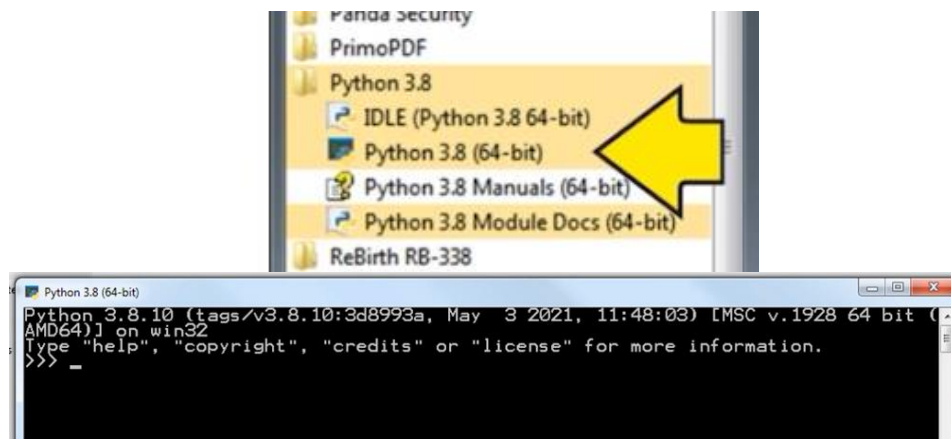 Panda Security
PrimoPDF
Python 3.8
IDLE (Python 3.8 64-bit)
Python 3.8 (64-bit)
Python 3.8 Manuals (64-bit)
Python 3.8 Module Docs (64-bit)
ReBirth RB-338
Python 3.8 (64-bit)
Python 3.8.10 (tags/v3.8.10:3d8993a, May  3 2021, 11:48:03) [MSC v.1928 64 bit (
AMD64)] on win32
Type "help", "copyright", "credits" or "license" for more information.
>>> _